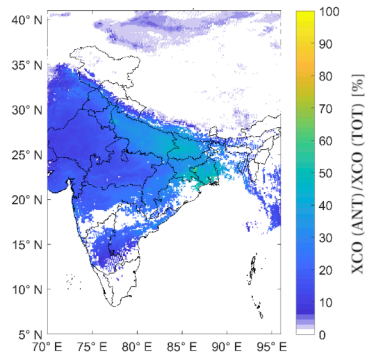 40° N
35° N
30° N
25° N
20° N
15° N
10° N
5° N
70° E 75° E 80° E 85° E 90° E 95° E
100
90
80
70
60
50
40
30
20
10
0
XCO (ANT)/XCO (TOT) [%]